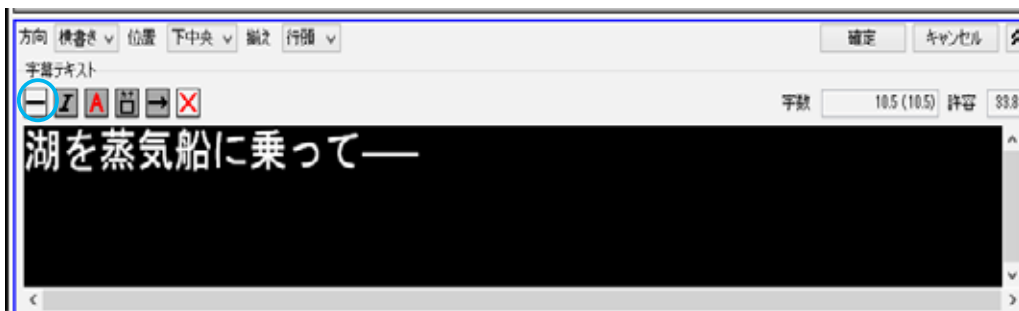 方向 横書き 位置 下中央 揃え 行頭 確定 キャンセル
字幕テキスト
I A 字数 10.5 (10.5) 許容 33.8
湖を蒸気船に乗って――